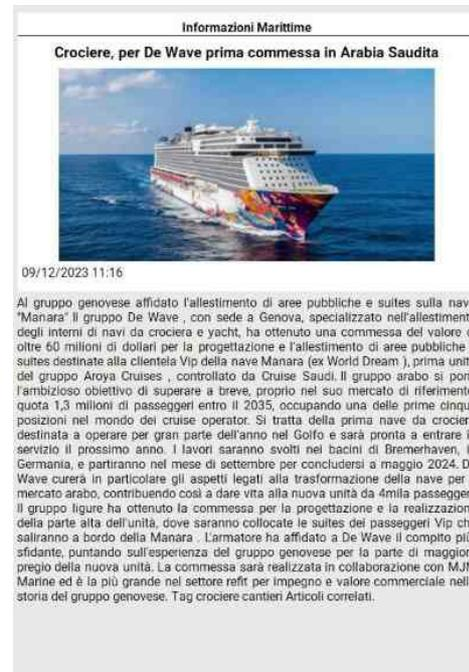 Informazioni Marittime
Crociere, per De Wave prima commessa in Arabia Saudita
09/12/2023 11:16
Al gruppo genovese affidato l'allestimento di aree pubbliche e suites sulla nav
"Manara" Il gruppo De Wave , con sede a Genova, specializzato nell'allestiment
degli interni di navi da crociera e yacht, ha ottenuto una commessa del valore
oltre 60 milioni di dollari per la progettazione e l'allestimento di aree pubbliche
suites destinate alla clientela Vip della nave Manara (ex World Dream ), prima unit
del gruppo Aroya Cruises , controllato da Cruise Saudi. Il gruppo arabo si pon
l'ambizioso obiettivo di superare a breve, proprio nel suo mercato di riferiment
quota 1,3 milioni di passeggeri entro il 2035, occupando una delle prime cinqu
posizioni nel mondo dei cruise operator. Si tratta della prima nave da crocier
destinata a operare per gran parte dell'anno nel Golfo e sarà pronta a entrare
servizio il prossimo anno. I lavori saranno svolti nei bacini di Bremerhaven,
Germania, e partiranno nel mese di settembre per concludersi a maggio 2024. D
Wave curerà in particolare gli aspetti legati alla trasformazione della nave per
mercato arabo, contribuendo così a dare vita alla nuova unità da 4mila passegge
Il gruppo ligure ha ottenuto la commessa per la progettazione e la realizzazion
della parte alta dell'unità, dove saranno collocate le suites dei passeggeri Vip ch
saliranno a bordo della Manara . L'armatore ha affidato a De Wave il compito più
sfidante, puntando sull'esperienza del gruppo genovese per la parte di maggior
pregio della nuova unità. La commessa sarà realizzata in collaborazione con MJM
Marine ed è la più grande nel settore refit per impegno e valore commerciale nell
storia del gruppo genovese. Tag crociere cantieri Articoli correlati.